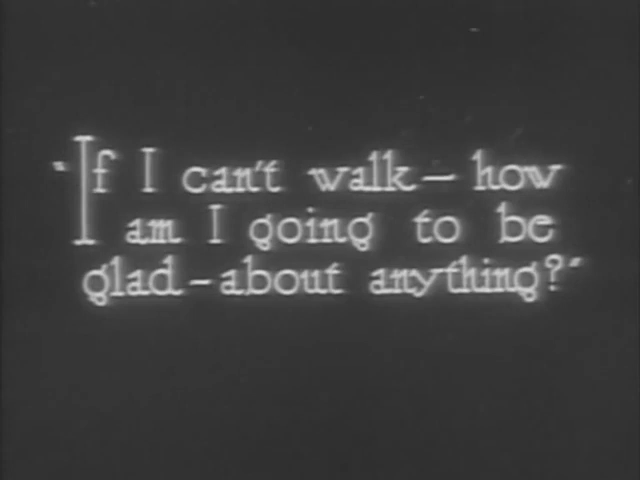 "If I can't walk — how
am I going to be
glad — about anything?"